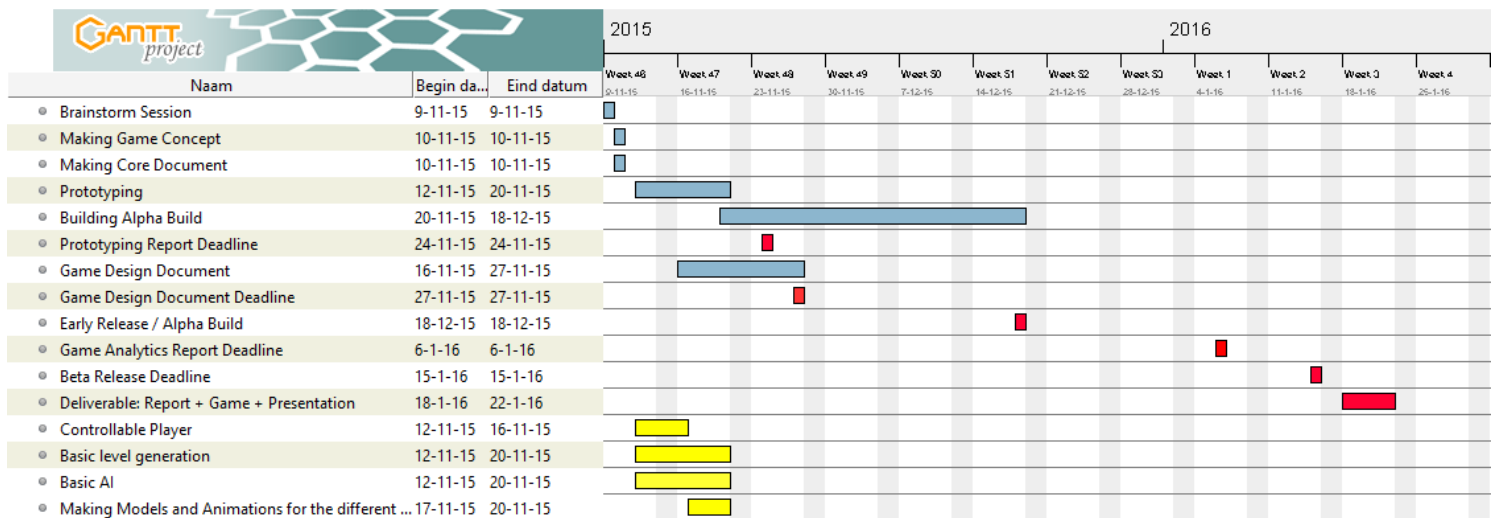 GANTT project
2015 2016
Week 46 Week 47 Week 48 Week 49 Week 50 Week 51 Week 52 Week 53 Week 1 Week 2 Week 3 Week 4
Naam Begin da... Eind datum 9-11-15 16-11-15 23-11-15 30-11-15 7-12-15 14-12-15 21-12-15 28-12-15 4-1-16 11-1-16 18-1-16 25-1-16
Brainstorm Session 9-11-15 9-11-15
Making Game Concept 10-11-15 10-11-15
Making Core Document 10-11-15 10-11-15
Prototyping 12-11-15 20-11-15
Building Alpha Build 20-11-15 18-12-15
Prototyping Report Deadline 24-11-15 24-11-15
Game Design Document 16-11-15 27-11-15
Game Design Document Deadline 27-11-15 27-11-15
Early Release / Alpha Build 18-12-15 18-12-15
Game Analytics Report Deadline 6-1-16 6-1-16
Beta Release Deadline 15-1-16 15-1-16
Deliverable: Report + Game + Presentation 18-1-16 22-1-16
Controllable Player 12-11-15 16-11-15
Basic level generation 12-11-15 20-11-15
Basic AI 12-11-15 20-11-15
Making Models and Animations for the different ... 17-11-15 20-11-15